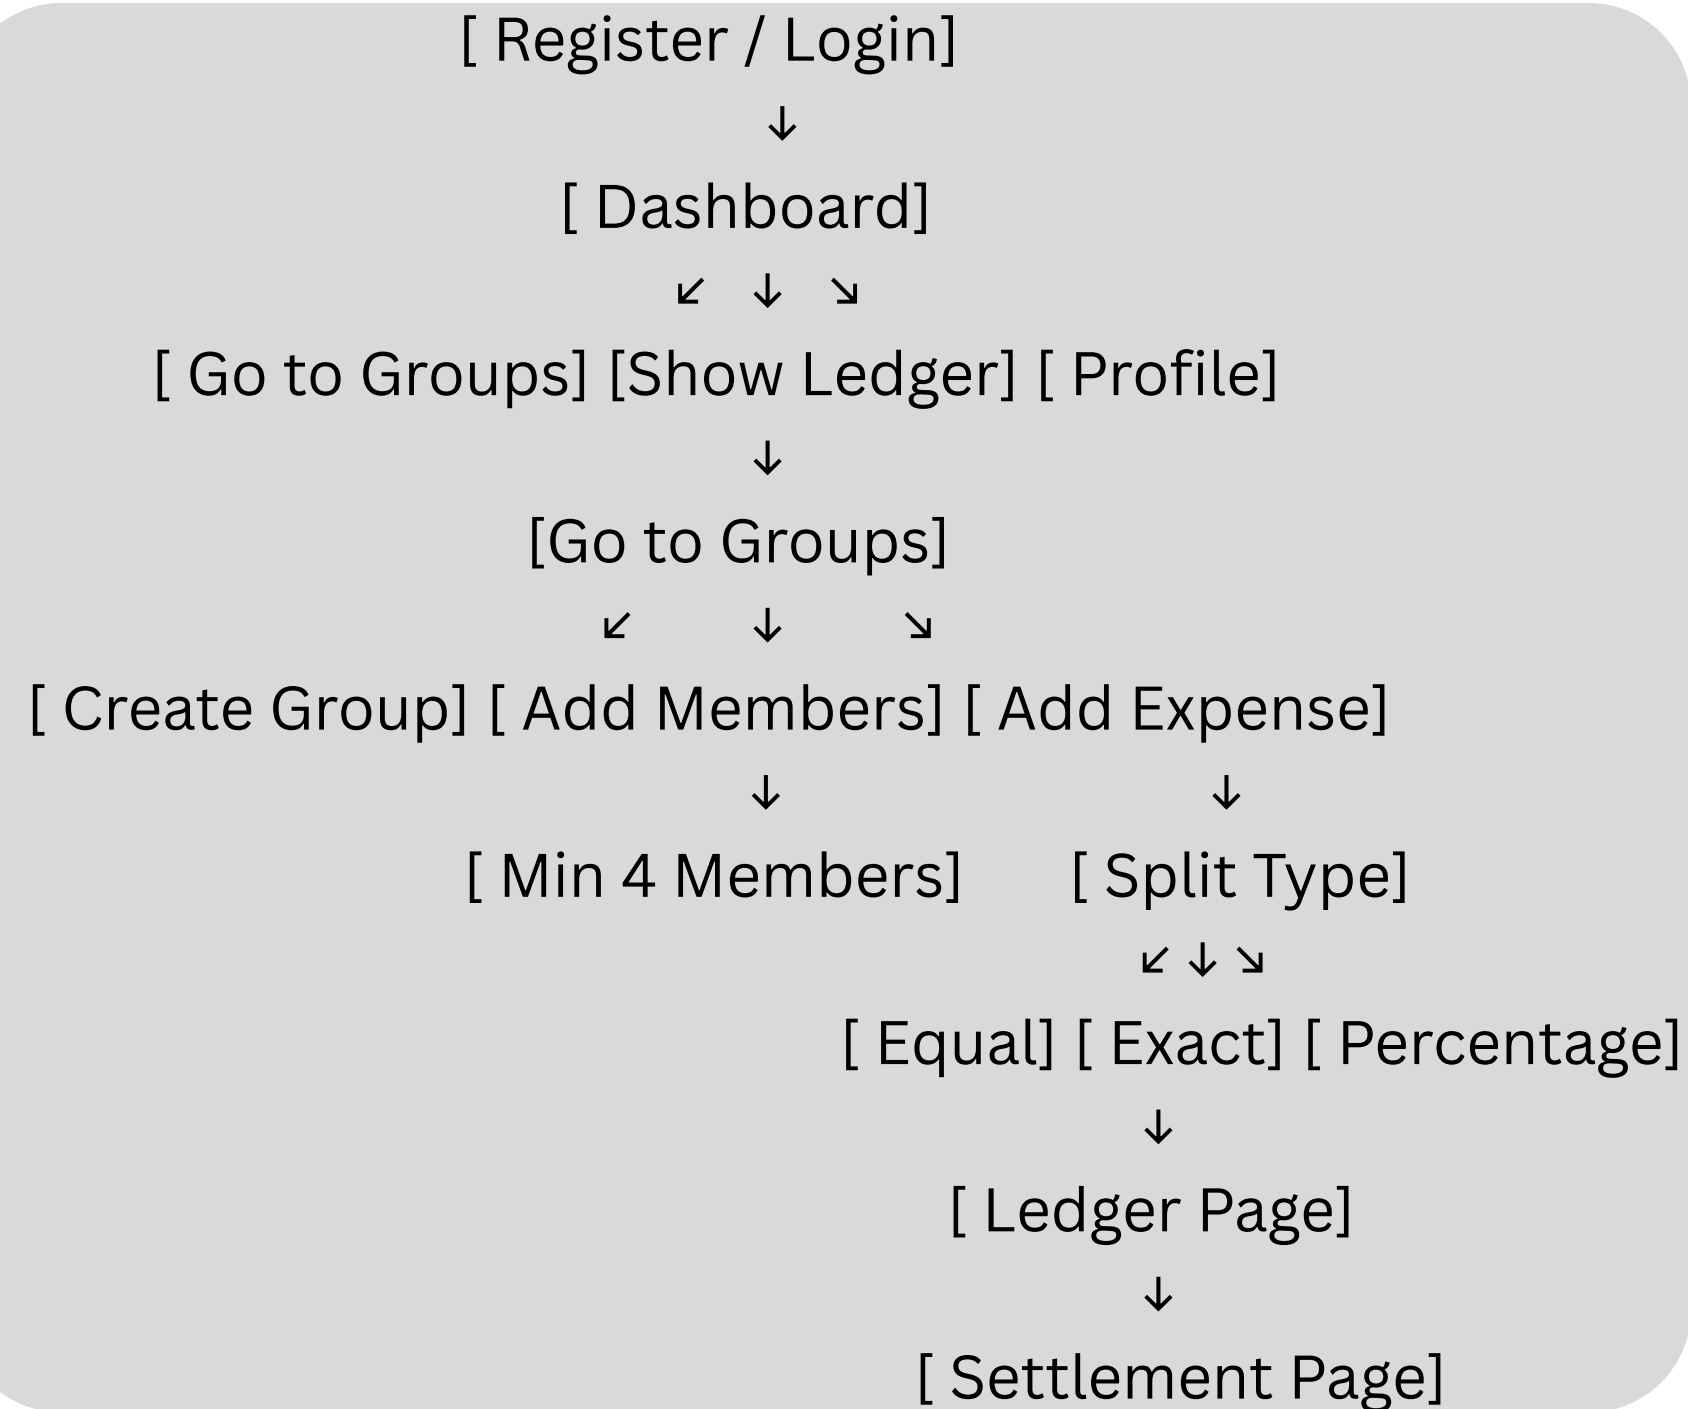 [ Register / Login]
↓
[ Dashboard]
↙ ↓ ↘
[ Go to Groups] [Show Ledger] [ Profile]
↓
[Go to Groups]
↙ ↓ ↘
[ Create Group] [ Add Members] [ Add Expense]
↓ ↓
[ Min 4 Members] [ Split Type]
↙ ↓ ↘
[ Equal] [ Exact] [ Percentage]
↓
[ Ledger Page]
↓
[ Settlement Page]